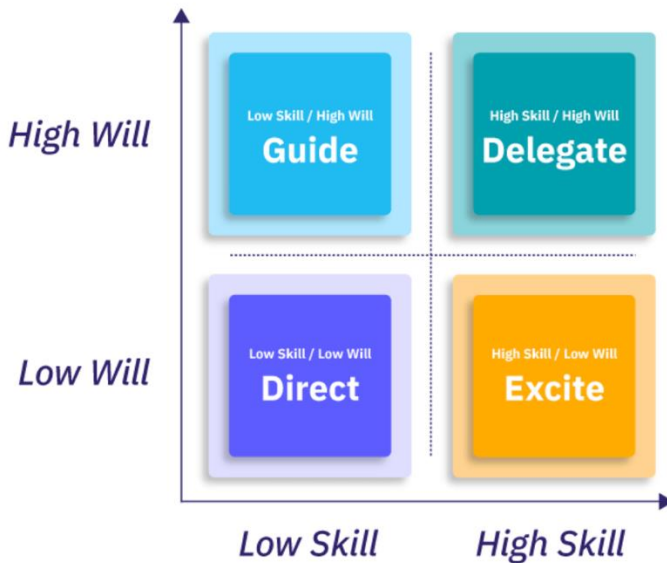 High Will
Low Skill / High Will
Guide
High Skill / High Will
Delegate
Low Will
Low Skill / Low Will
Direct
High Skill / Low Will
Excite
Low Skill
High Skill